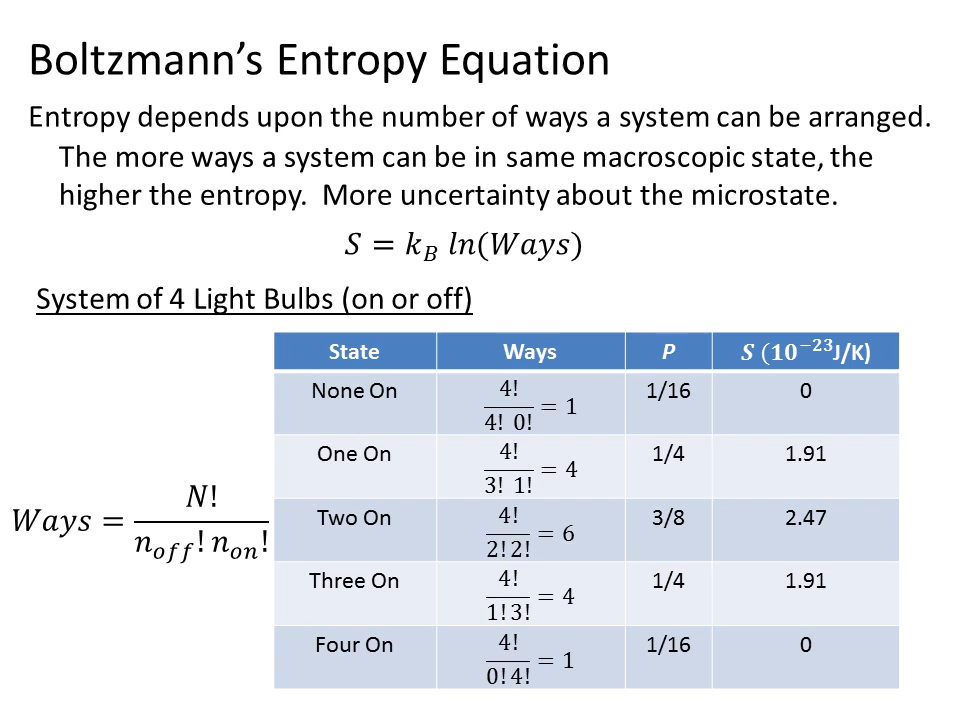 Boltzmann’s Entropy Equation
Entropy depends upon the number of ways a system can be arranged.
The more ways a system can be in same macroscopic state, the
higher the entropy.  More uncertainty about the microstate.
S = k_B ln(Ways)
System of 4 Light Bulbs (on or off)
State Ways P S (10^−23 J/K)
None On 4!/(4! 0!) = 1 1/16 0
One On 4!/(3! 1!) = 4 1/4 1.91
Ways = N!/(n_off! n_on!)
Two On 4!/(2! 2!) = 6 3/8 2.47
Three On 4!/(1! 3!) = 4 1/4 1.91
Four On 4!/(0! 4!) = 1 1/16 0